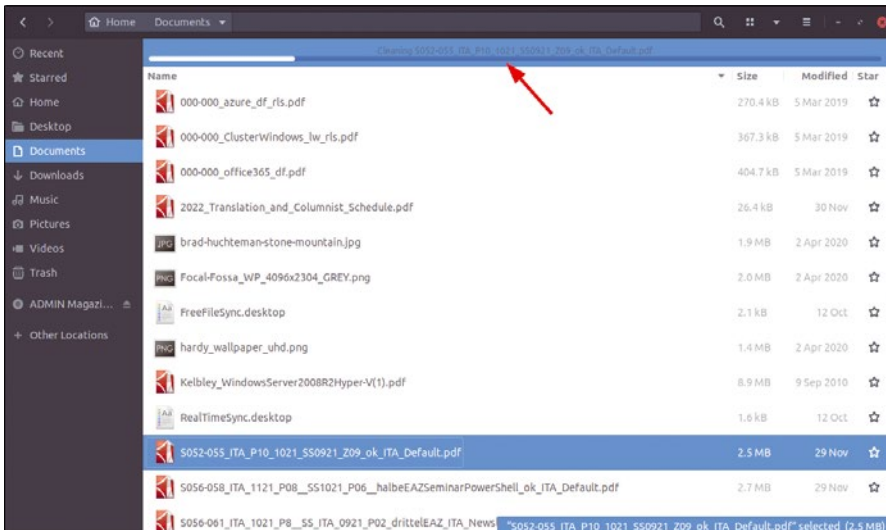 Home Documents
Recent
Cleaning S052-055_ITA_P10_1021_SS0921_Z09_ok_ITA_Default.pdf
Starred
Name Size Modified Star
Home
000-000_azure_df_rls.pdf 270.4 kB 5 Mar 2019
Desktop
000-000_ClusterWindows_lw_rls.pdf 367.3 kB 5 Mar 2019
Documents
000-000_office365_df.pdf 404.7 kB 5 Mar 2019
Downloads
Music
2022_Translation_and_Columnist_Schedule.pdf 26.4 kB 30 Nov
Pictures
JPG brad-huchteman-stone-mountain.jpg 1.9 MB 2 Apr 2020
Videos
Trash
PNG Focal-Fossa_WP_4096x2304_GREY.png 2.0 MB 2 Apr 2020
ADMIN Magazi...
FreeFileSync.desktop 2.1 kB 12 Oct
+ Other Locations
PNG hardy_wallpaper_uhd.png 1.4 MB 2 Apr 2020
Kelbley_WindowsServer2008R2Hyper-V(1).pdf 8.9 MB 9 Sep 2010
RealTimeSync.desktop 1.6 kB 12 Oct
S052-055_ITA_P10_1021_SS0921_Z09_ok_ITA_Default.pdf 2.5 MB 29 Nov
S056-058_ITA_1121_P08__SS1021_P06__halbeEAZSeminarPowerShell_ok_ITA_Default.pdf 2.7 MB 29 Nov
S056-061_ITA_1021_P8__SS_ITA_0921_P02_drittelEAZ_ITA_News
"S052-055_ITA_P10_1021_SS0921_Z09_ok_ITA_Default.pdf" selected (2.5 MB)